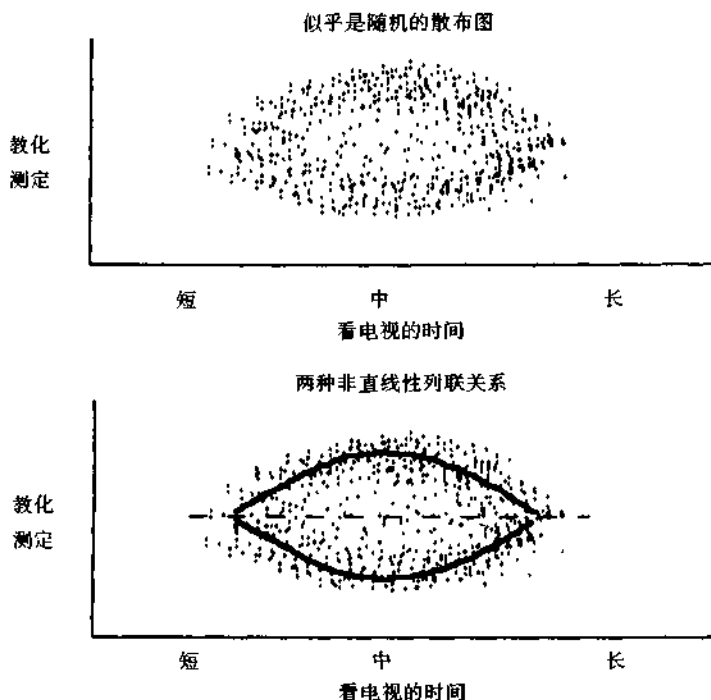 似乎是随机的散布图
教化
测定
短 中 长
看电视的时间
两种非直线性列联关系
教化
测定
短 中 长
看电视的时间